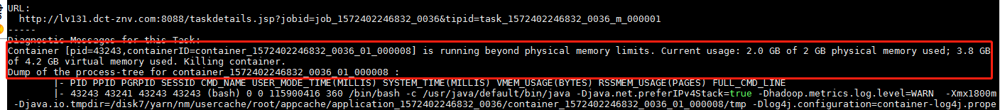 URL:
http://lv131.dct-znv.com:8088/taskdetails.jsp?jobid=job_1572402246832_0036&tipid=task_1572402246832_0036_m_000001
-----
Diagnostic Messages for this Task:
Container [pid=43243,containerID=container_1572402246832_0036_01_000008] is running beyond physical memory limits. Current usage: 2.0 GB of 2 GB physical memory used; 3.8 GB
of 4.2 GB virtual memory used. Killing container.
Dump of the process-tree for container_1572402246832_0036_01_000008 :
|- PID PPID PGRPID SESSID CMD_NAME USER_MODE_TIME(MILLIS) SYSTEM_TIME(MILLIS) VMEM_USAGE(BYTES) RSSMEM_USAGE(PAGES) FULL_CMD_LINE
|- 43243 43241 43243 43243 (bash) 0 0 115900416 360 /bin/bash -c /usr/java/default/bin/java -Djava.net.preferIPv4Stack=true -Dhadoop.metrics.log.level=WARN -Xmx1800m
-Djava.io.tmpdir=/disk7/yarn/nm/usercache/root/appcache/application_1572402246832_0036/container_1572402246832_0036_01_000008/tmp -Dlog4j.configuration=container-log4j.prope